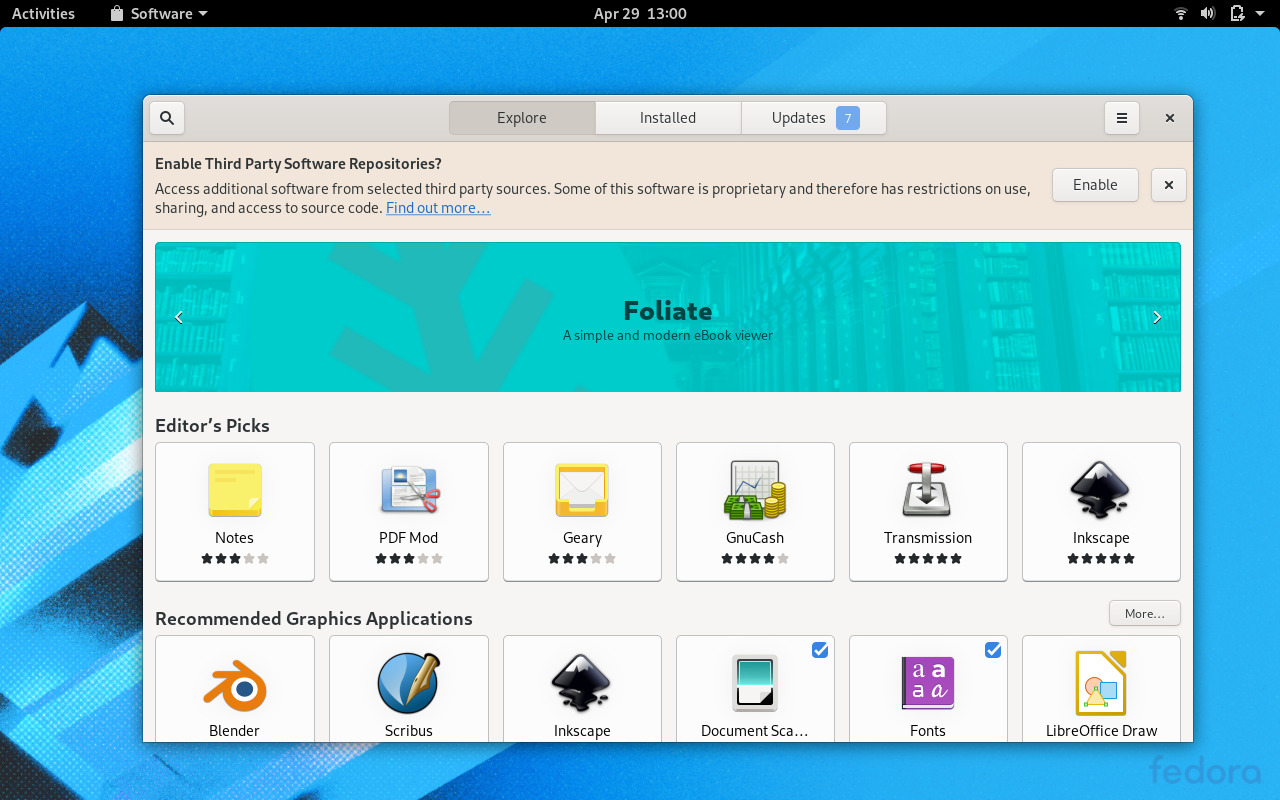 Activities
Software
Apr 29 13:00
Explore
Installed
Updates 7
Enable Third Party Software Repositories?
Access additional software from selected third party sources. Some of this software is proprietary and therefore has restrictions on use,
sharing, and access to source code. Find out more…
Enable
Foliate
A simple and modern eBook viewer
Editor’s Picks
Notes
PDF Mod
Geary
GnuCash
Transmission
Inkscape
Recommended Graphics Applications
More…
a a
a a
Blender
Scribus
Inkscape
Document Sca…
Fonts
LibreOffice Draw
fedora